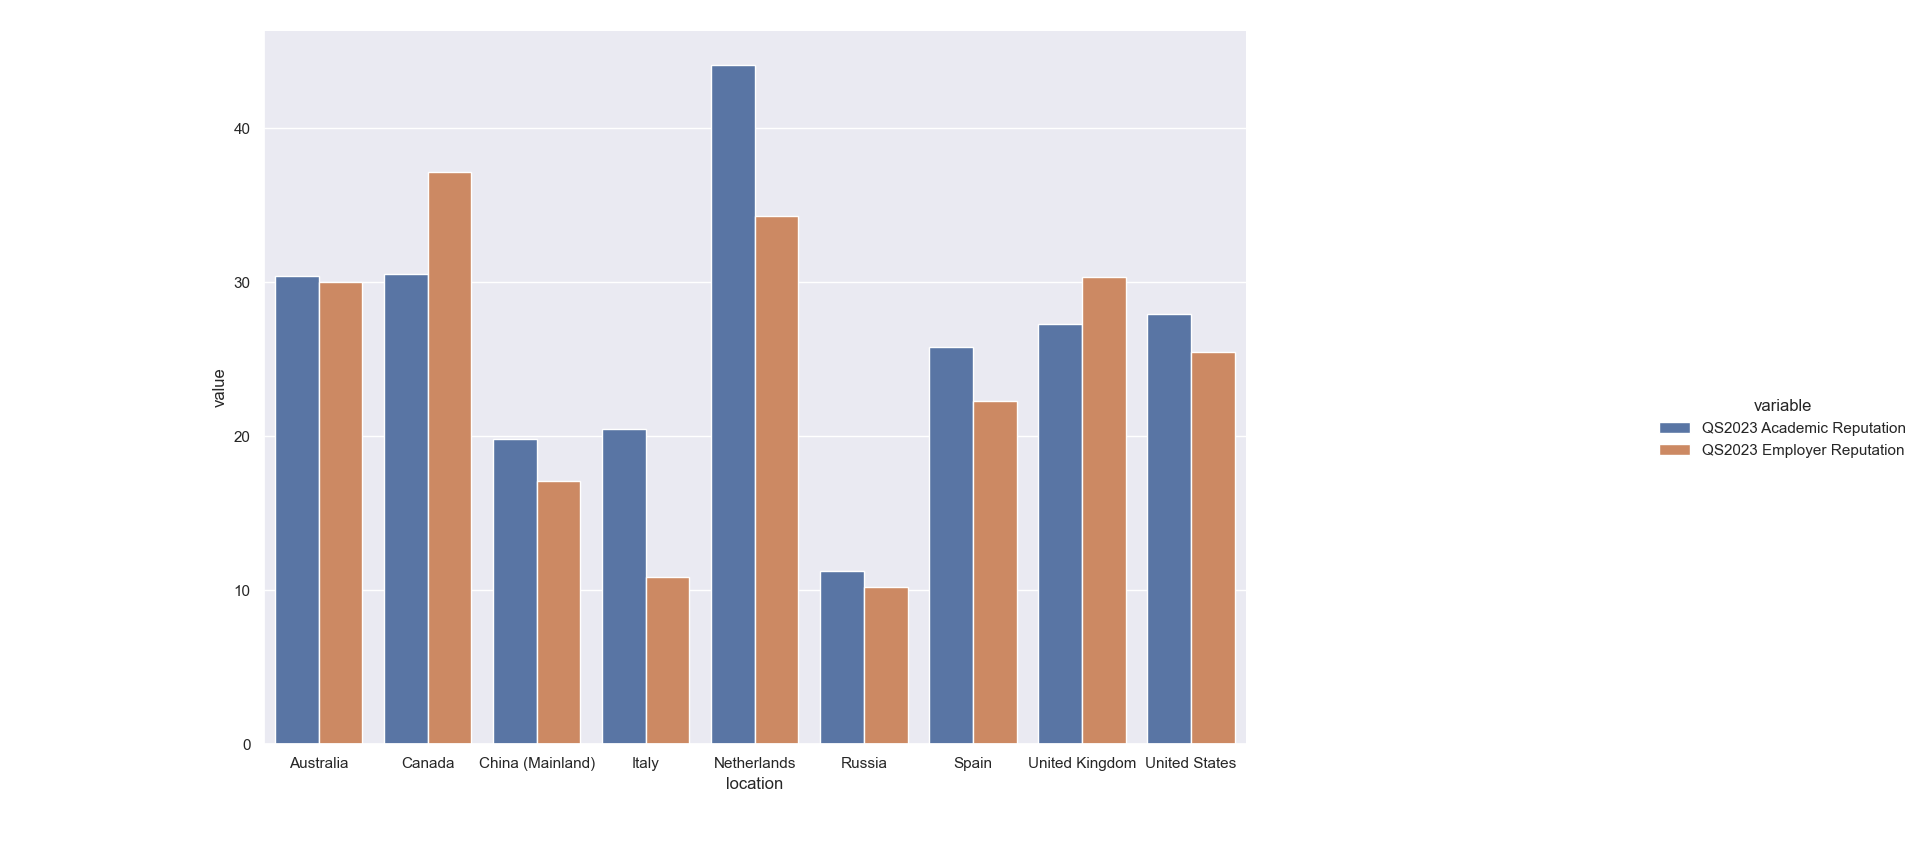 40
30
20
10
0
value
Australia Canada China (Mainland) Italy Netherlands Russia Spain United Kingdom United States
location
variable
QS2023 Academic Reputation
QS2023 Employer Reputation